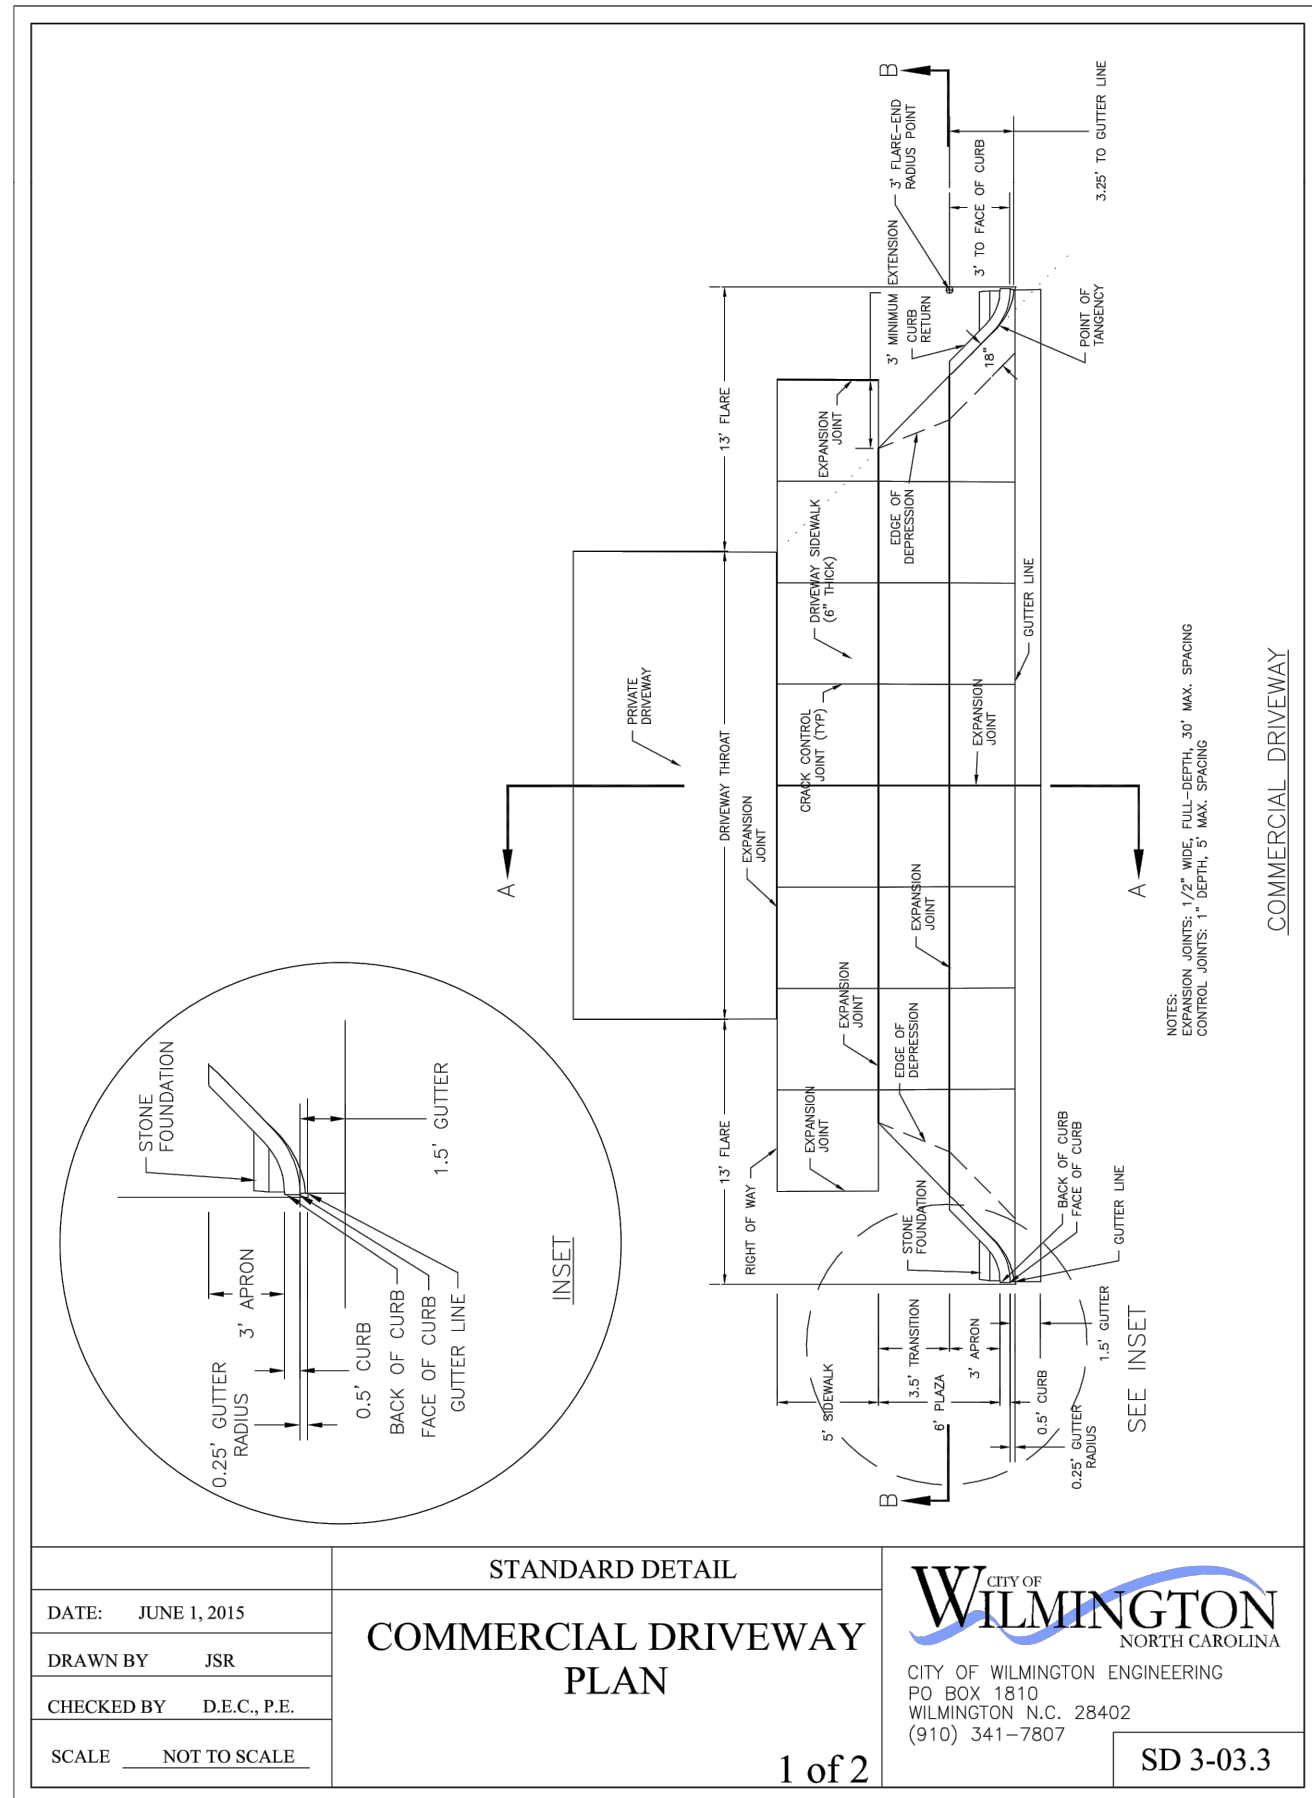 B
3' FLARE-END
RADIUS POINT
3.25' TO GUTTER LINE
3' TO FACE OF CURB
3' MINIMUM EXTENSION
CURB
RETURN
18"
POINT OF
TANGENCY
13' FLARE
EXPANSION
JOINT
EDGE OF
DEPRESSION
DRIVEWAY SIDEWALK
(6" THICK)
GUTTER LINE
PRIVATE
DRIVEWAY
DRIVEWAY THROAT
CRACK CONTROL
JOINT (TYP)
EXPANSION
JOINT
EXPANSION
JOINT
A
A
EXPANSION
JOINT
EXPANSION
JOINT
EDGE OF
DEPRESSION
EXPANSION
JOINT
13' FLARE
RIGHT OF WAY
STONE
FOUNDATION
BACK OF CURB
FACE OF CURB
GUTTER LINE
5' SIDEWALK
3.5' TRANSITION
6' PLAZA
3' APRON
0.5' CURB
0.25' GUTTER
RADIUS
1.5' GUTTER
SEE INSET
B
NOTES:
EXPANSION JOINTS: 1/2" WIDE, FULL-DEPTH, 30' MAX. SPACING
CONTROL JOINTS: 1" DEPTH, 5' MAX. SPACING
COMMERCIAL DRIVEWAY
STONE
FOUNDATION
1.5' GUTTER
3' APRON
0.25' GUTTER
RADIUS
0.5' CURB
BACK OF CURB
FACE OF CURB
GUTTER LINE
INSET
STANDARD DETAIL
DATE: JUNE 1, 2015
DRAWN BY JSR
CHECKED BY D.E.C., P.E.
SCALE NOT TO SCALE
COMMERCIAL DRIVEWAY
PLAN
1 of 2
CITY OF
WILMINGTON
NORTH CAROLINA
CITY OF WILMINGTON ENGINEERING
PO BOX 1810
WILMINGTON N.C. 28402
(910) 341-7807
SD 3-03.3